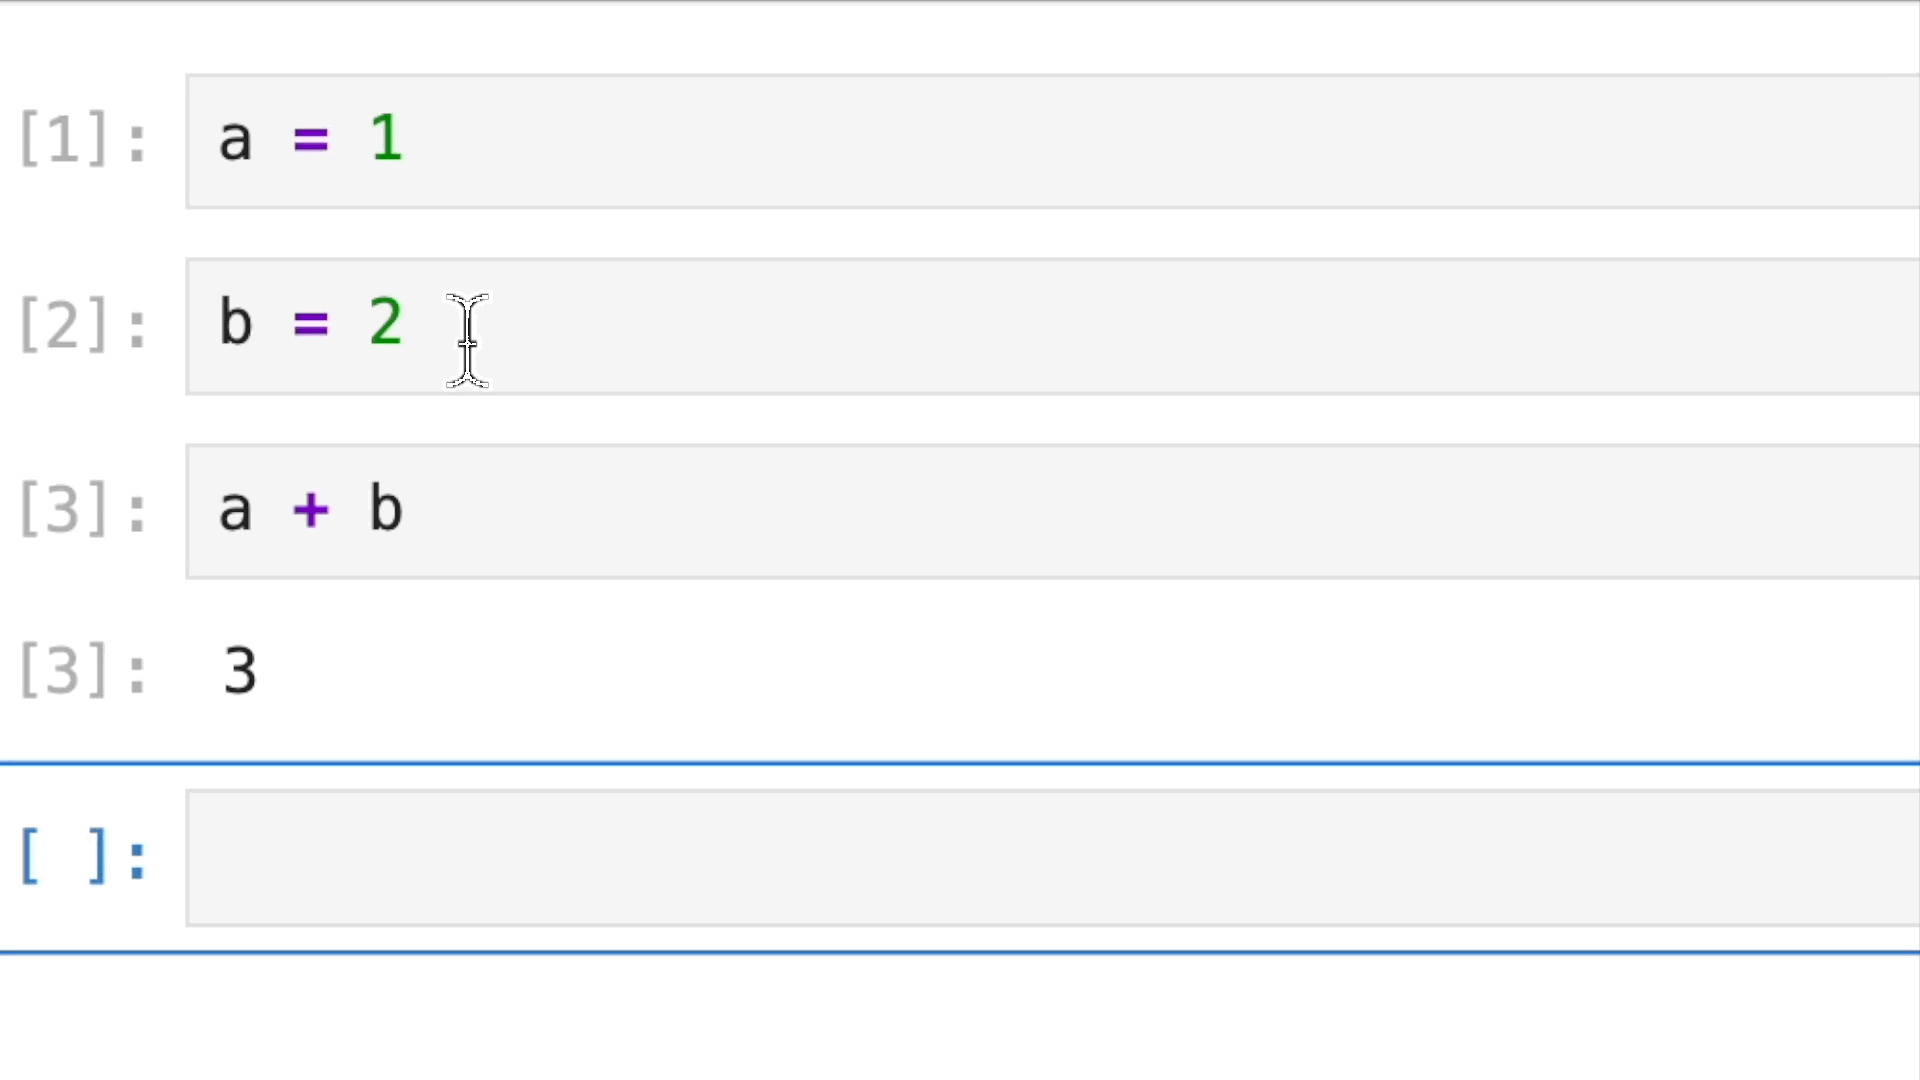 [1]: a = 1
[2]: b = 2
[3]: a + b
[3]: 3
[ ]: